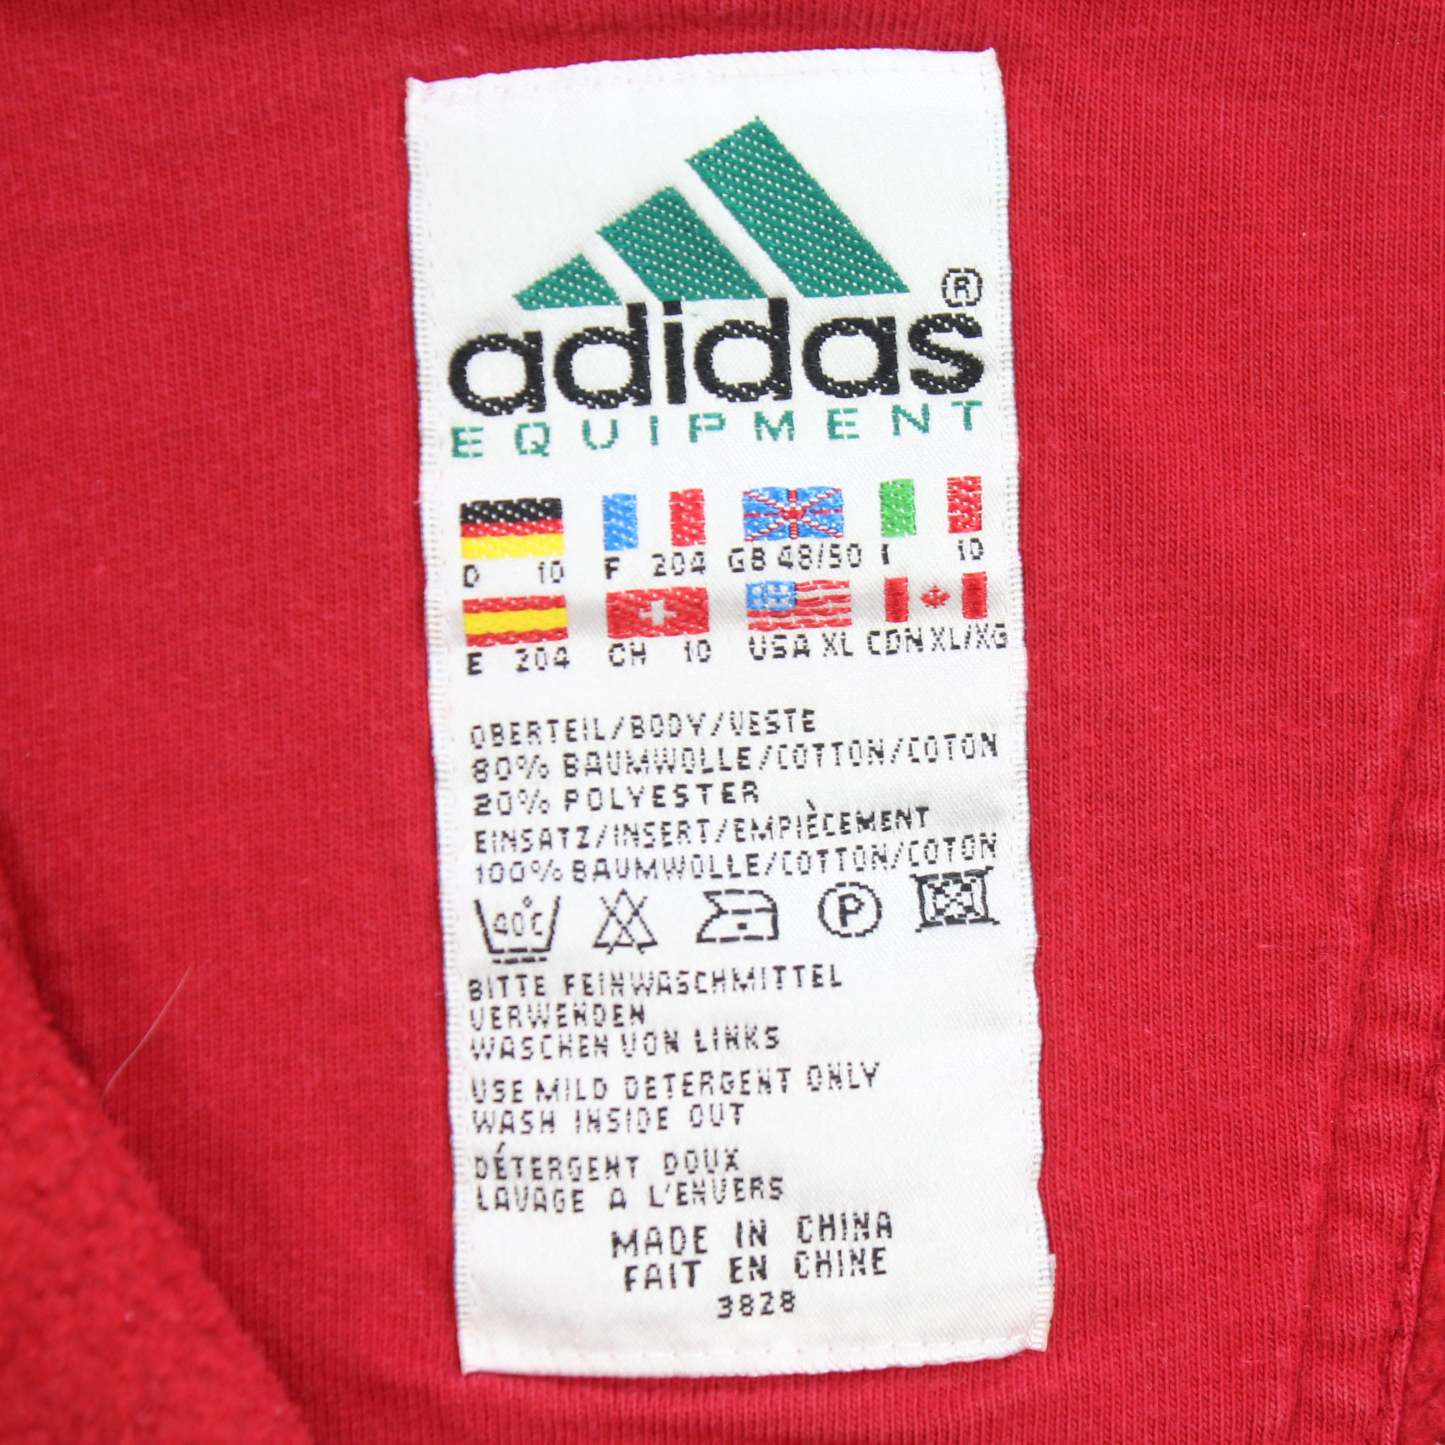 ®
adidas
EQUIPMENT
D 10 F 204 GB 48/50 I 10
E 204 CH 10 USA XL CDN XL/XG
OBERTEIL/BODY/VESTE
80% BAUMWOLLE/COTTON/COTON
20% POLYESTER
EINSATZ/INSERT/EMPIÈCEMENT
100% BAUMWOLLE/COTTON/COTON
40°C P
BITTE FEINWASCHMITTEL
VERWENDEN
WASCHEN VON LINKS
USE MILD DETERGENT ONLY
WASH INSIDE OUT
DÉTERGENT DOUX
LAVAGE A L'ENVERS
MADE IN CHINA
FAIT EN CHINE
3828